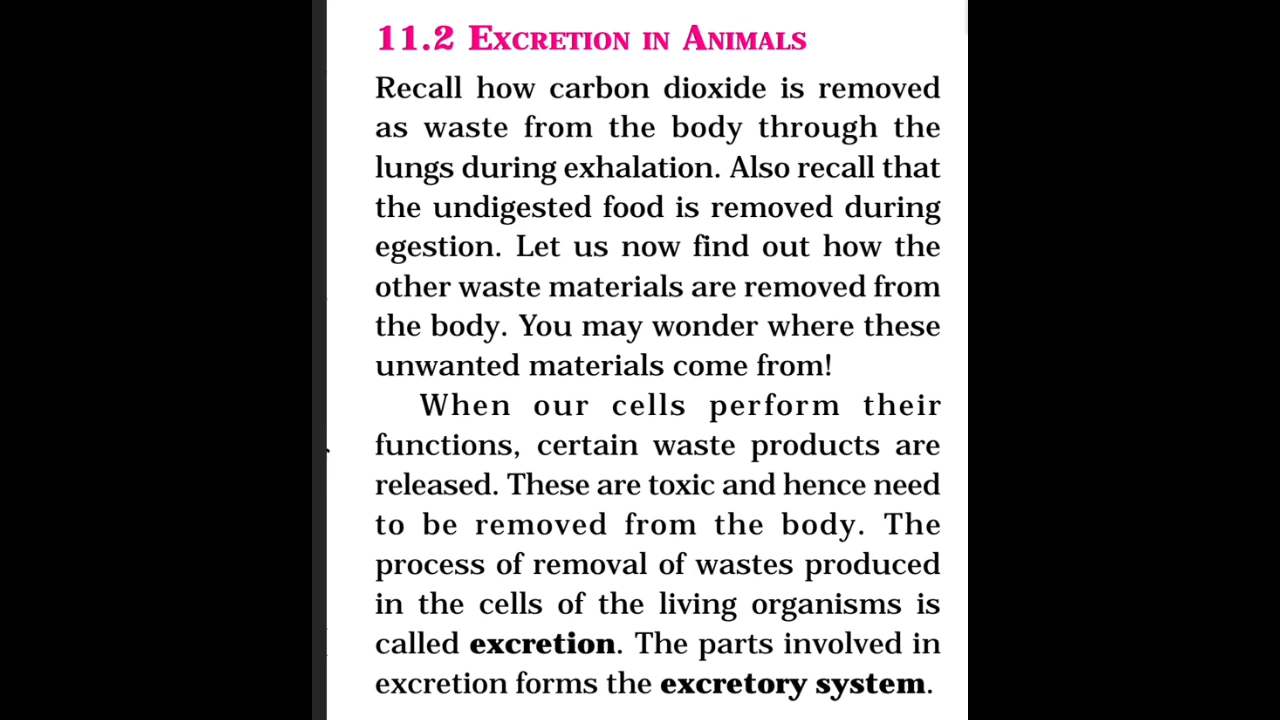 11.2 EXCRETION IN ANIMALS
Recall how carbon dioxide is removed
as waste from the body through the
lungs during exhalation. Also recall that
the undigested food is removed during
egestion. Let us now find out how the
other waste materials are removed from
the body. You may wonder where these
unwanted materials come from!
When our cells perform their
functions, certain waste products are
released. These are toxic and hence need
to be removed from the body. The
process of removal of wastes produced
in the cells of the living organisms is
called excretion. The parts involved in
excretion forms the excretory system.